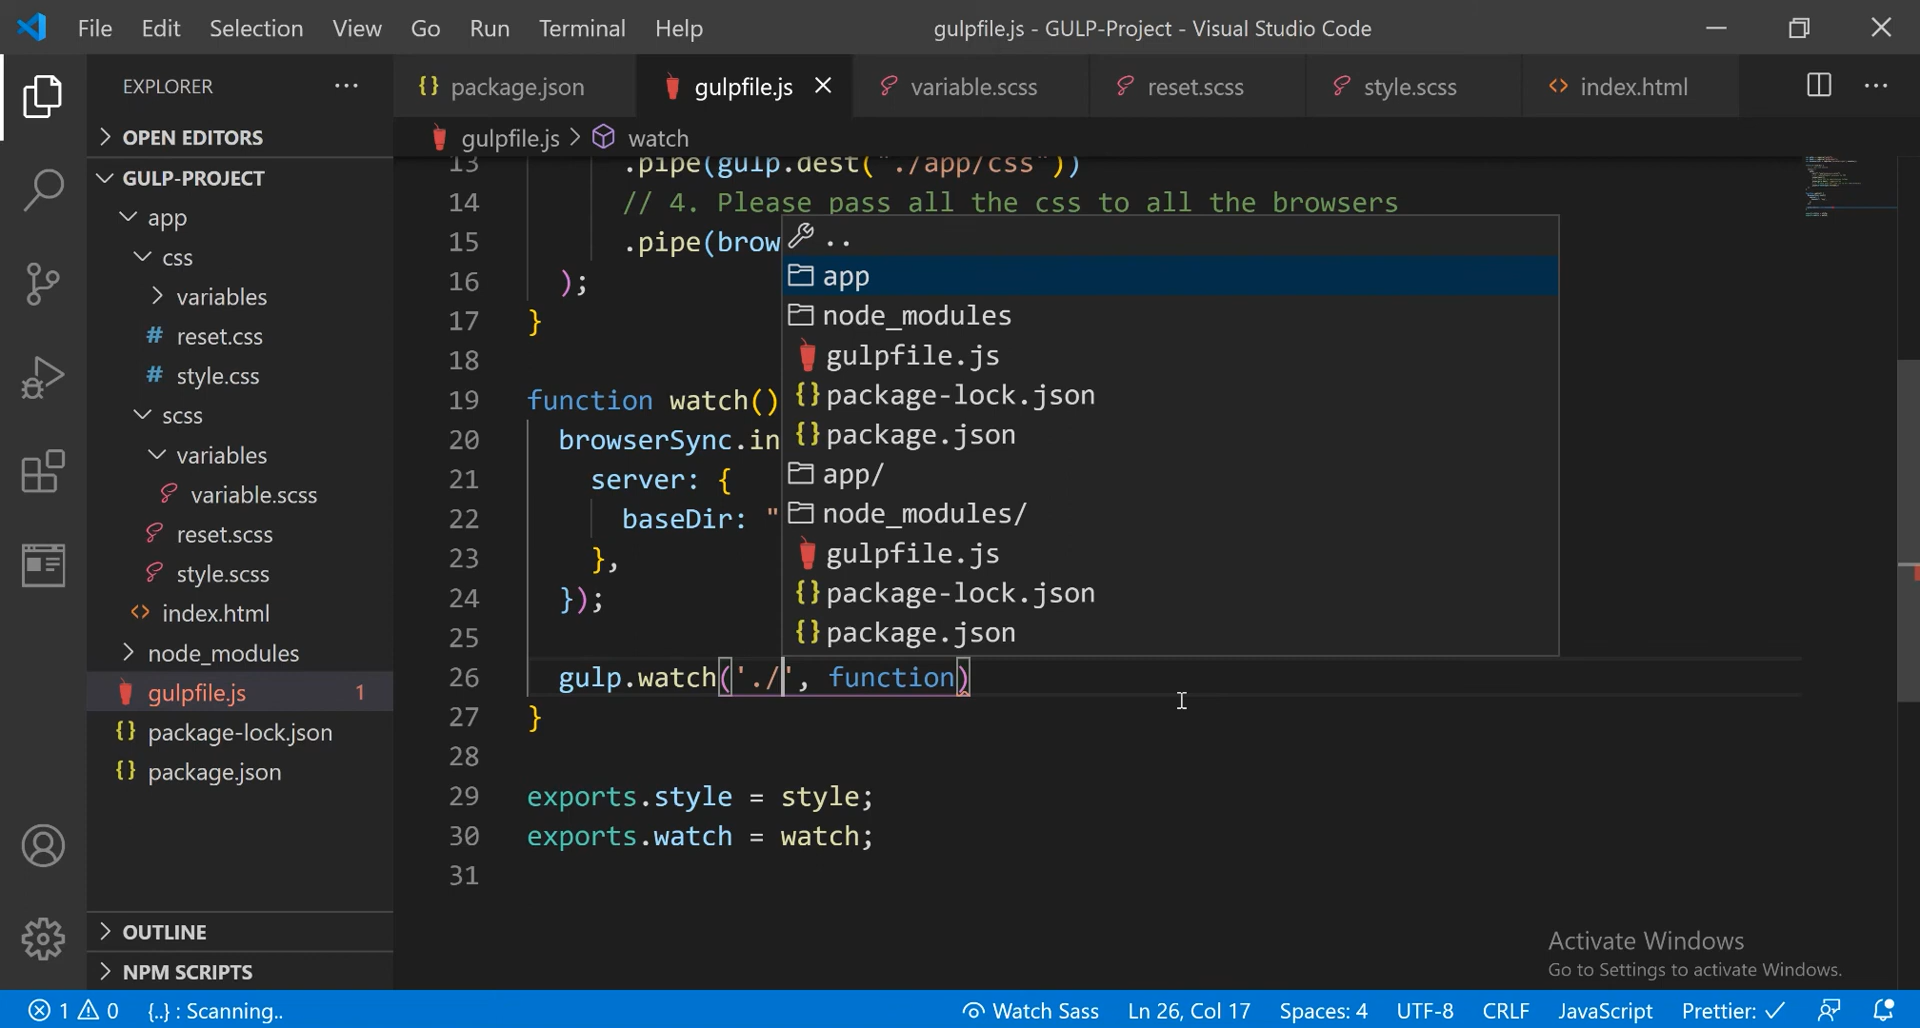 File Edit Selection View Go Run Terminal Help gulpfile.js - GULP-Project - Visual Studio Code
EXPLORER ...
package.json gulpfile.js variable.scss reset.scss style.scss index.html ...
OPEN EDITORS
gulpfile.js > watch
GULP-PROJECT
app
css
variables
reset.css
style.css
scss
variables
variable.scss
reset.scss
style.scss
index.html
node_modules
gulpfile.js 1
package-lock.json
package.json
OUTLINE
NPM SCRIPTS
13 .pipe(gulp.dest("./app/css"))
14 // 4. Please pass all the css to all the browsers
15 .pipe(brow
16 );
17 }
18
19 function watch()
20 browserSync.in
21 server: {
22 baseDir: "
23 },
24 });
25
26 gulp.watch('./', function)
27 }
28
29 exports.style = style;
30 exports.watch = watch;
31
..
app
node_modules
gulpfile.js
package-lock.json
package.json
app/
node_modules/
gulpfile.js
package-lock.json
package.json
Activate Windows
Go to Settings to activate Windows.
1 0 {..} : Scanning.. Watch Sass Ln 26, Col 17 Spaces: 4 UTF-8 CRLF JavaScript Prettier: ✓